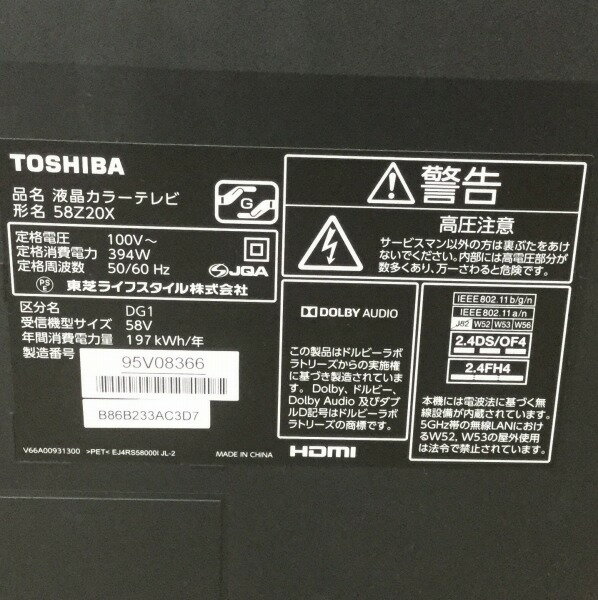 TOSHIBA
品名 液晶カラーテレビ
形名 58Z20X
G
定格電圧 100V～
定格消費電力 394W
定格周波数 50/60 Hz
JQA
PS
E
東芝ライフスタイル株式会社
区分名 DG1
受信機型サイズ 58V
年間消費電力量 197 kWh/年
製造番号
95V08366
B86B233AC3D7
V66A00931300 >PET< EJ4RS58000I JL-2
MADE IN CHINA
警告
高圧注意
サービスマン以外の方は裏ぶたをあけ
ないでください。内部には高電圧部分が
数多くあり、万一さわると危険です。
DOLBY AUDIO
この製品はドルビーラボ
ラトリーズからの実施権
に基づき製造されていま
す。Dolby、ドルビー、
Dolby Audio 及びダブ
ルD記号はドルビーラボ
ラトリーズの商標です。
HDMI
IEEE802.11b/g/n
IEEE802.11a/n
J52 W52 W53 W56
2.4DS/OF4
2.4FH4
本機には電波法に基づく無
線設備が内蔵されています。
5GHz帯の無線LANにおけ
るW52、W53の屋外使用
は法令で禁止されています。